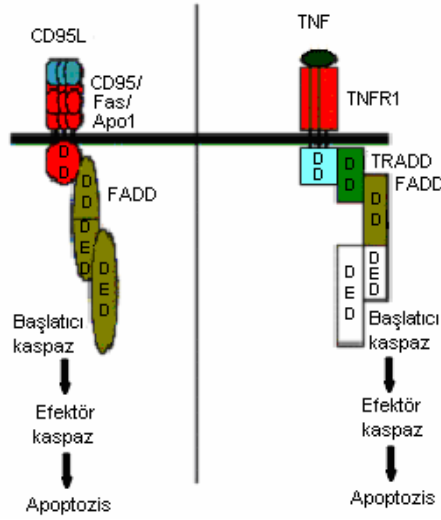 CD95L
CD95/
Fas/
Apo1
D
D
FADD
D
D
D
E
D
D
E
D
Başlatıcı
kaspaz
Efektör
kaspaz
Apoptozis
TNF
TNFR1
D
D
D
D
TRADD
FADD
D
D
D
E
D
D
E
D
Başlatıcı
kaspaz
Efektör
kaspaz
Apoptozis